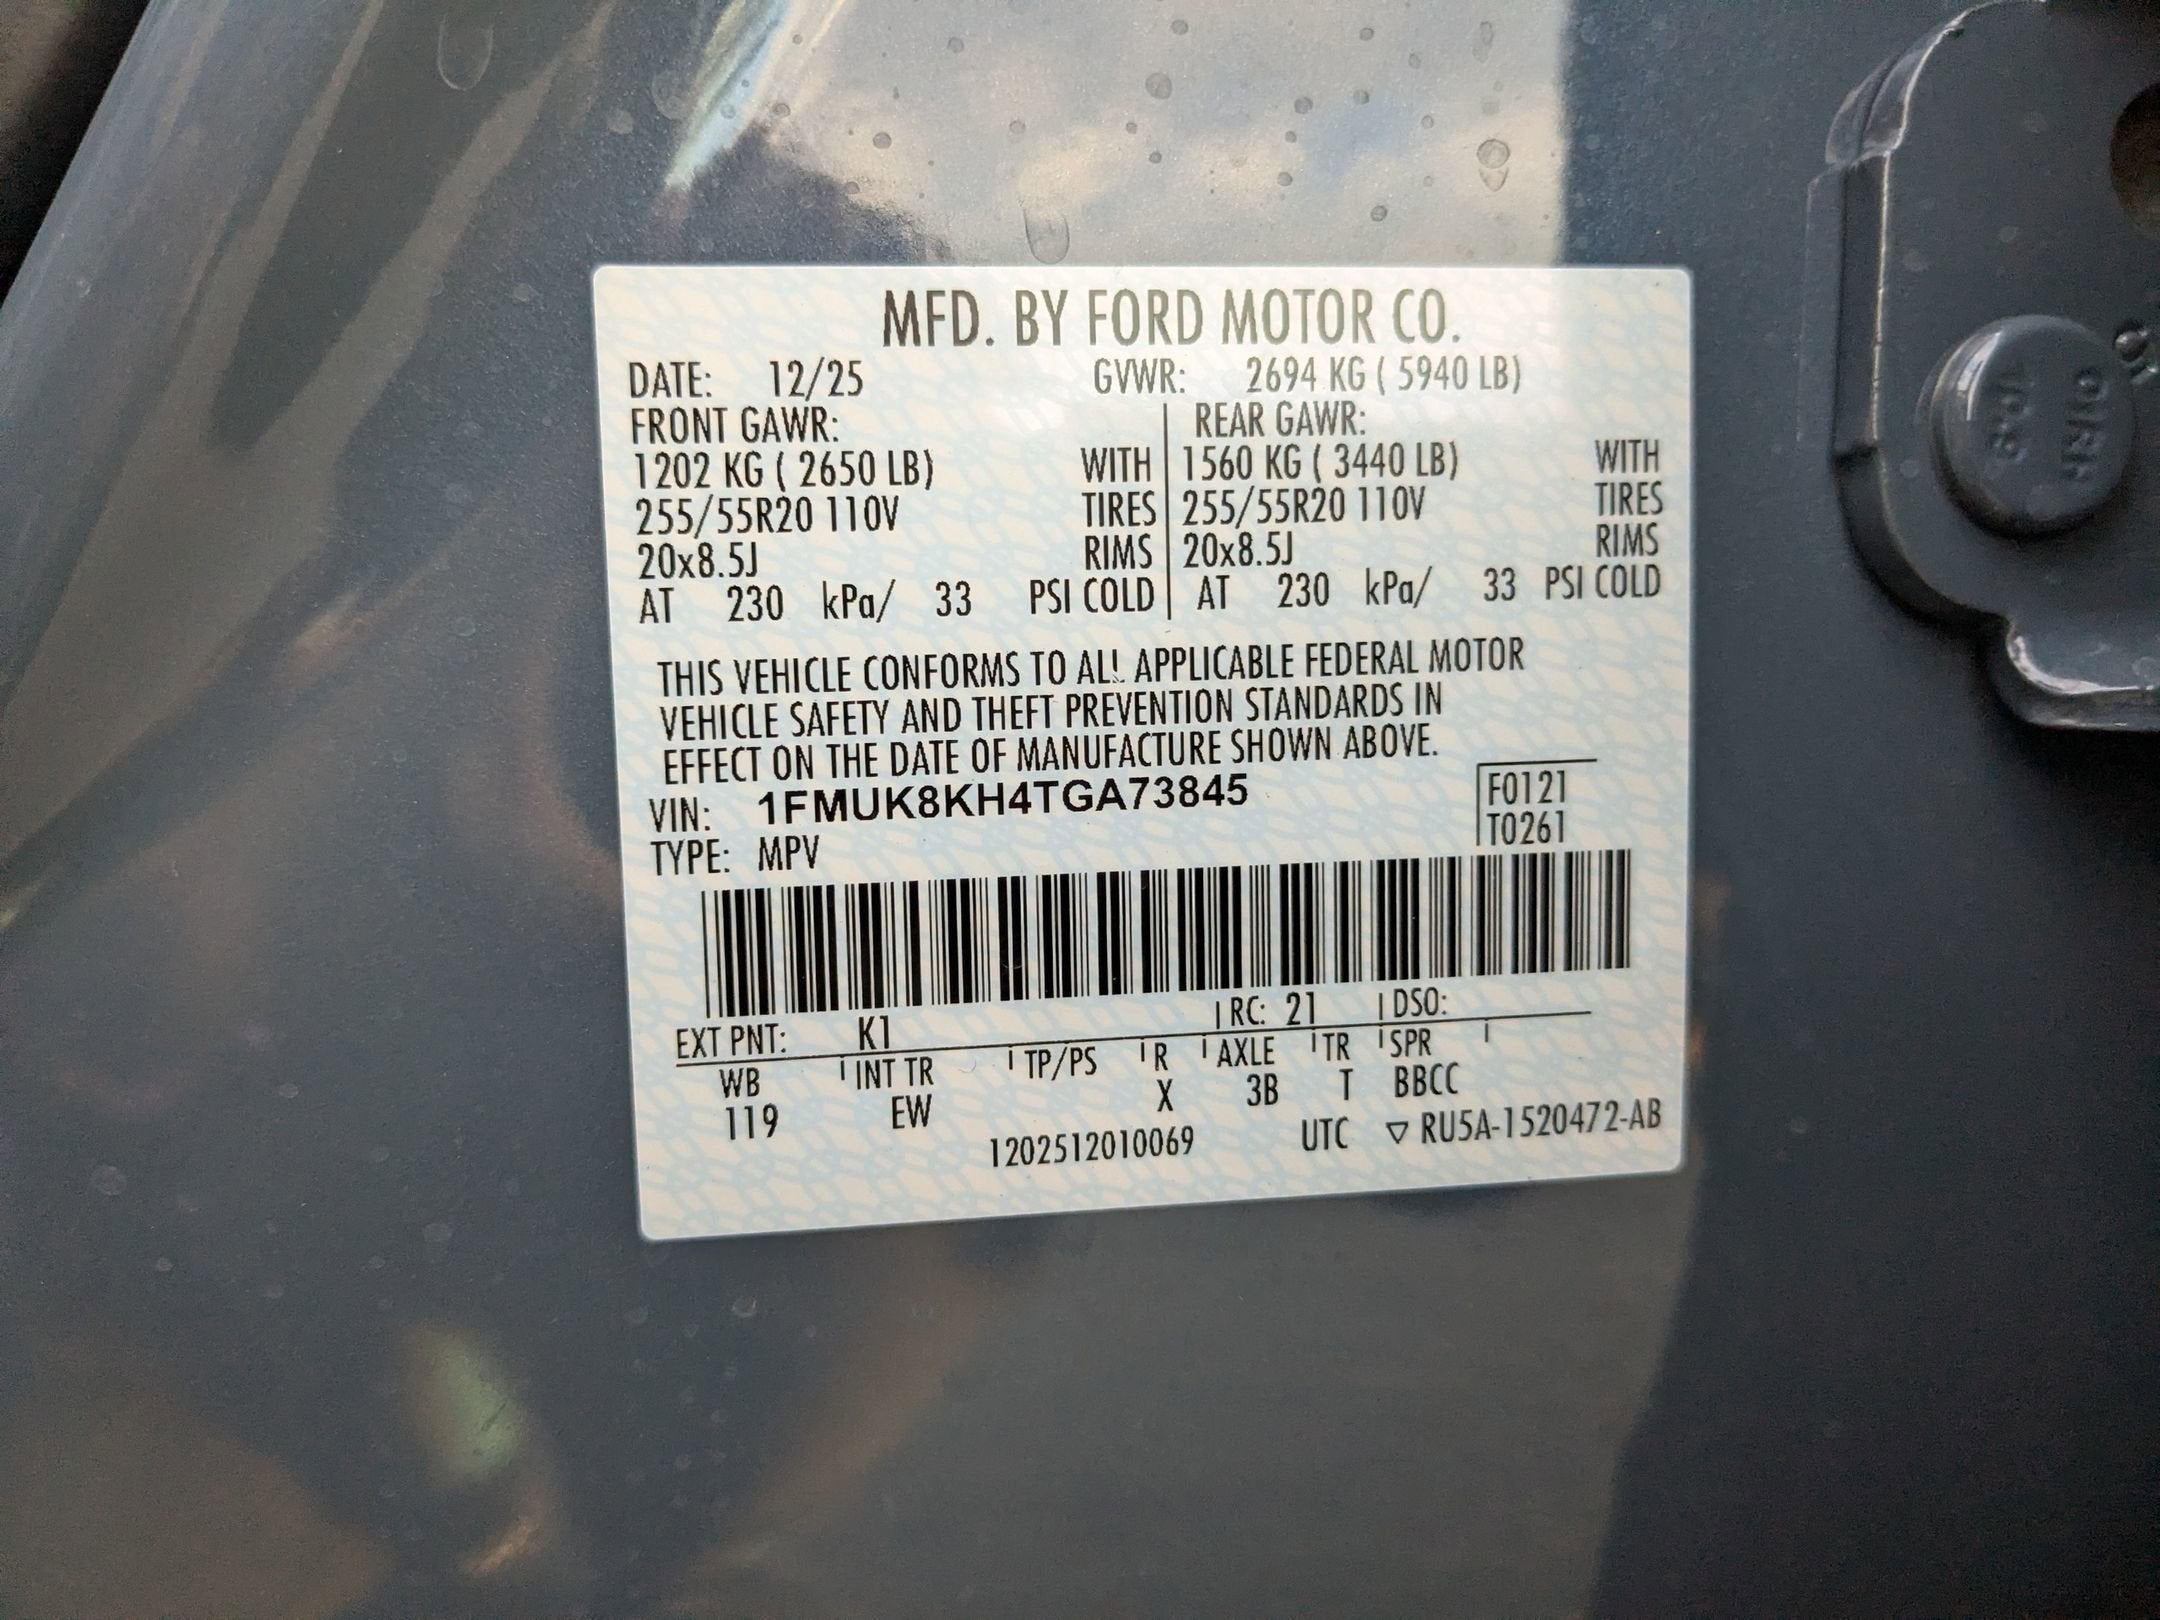 MFD. BY FORD MOTOR CO.
DATE: 12/25 GVWR: 2694 KG ( 5940 LB)
FRONT GAWR: REAR GAWR:
1202 KG ( 2650 LB) WITH 1560 KG ( 3440 LB) WITH
255/55R20 110V TIRES 255/55R20 110V TIRES
20x8.5J RIMS 20x8.5J RIMS
AT 230 kPa/ 33 PSI COLD AT 230 kPa/ 33 PSI COLD
THIS VEHICLE CONFORMS TO ALL APPLICABLE FEDERAL MOTOR
VEHICLE SAFETY AND THEFT PREVENTION STANDARDS IN
EFFECT ON THE DATE OF MANUFACTURE SHOWN ABOVE.
VIN: 1FMUK8KH4TGA73845 F0121
TYPE: MPV T0261
EXT PNT: K1 RC: 21 DSO:
WB INT TR TP/PS R AXLE TR SPR
119 EW X 3B T BBCC
1202512010069 UTC ▽ RU5A-1520472-AB
10.9